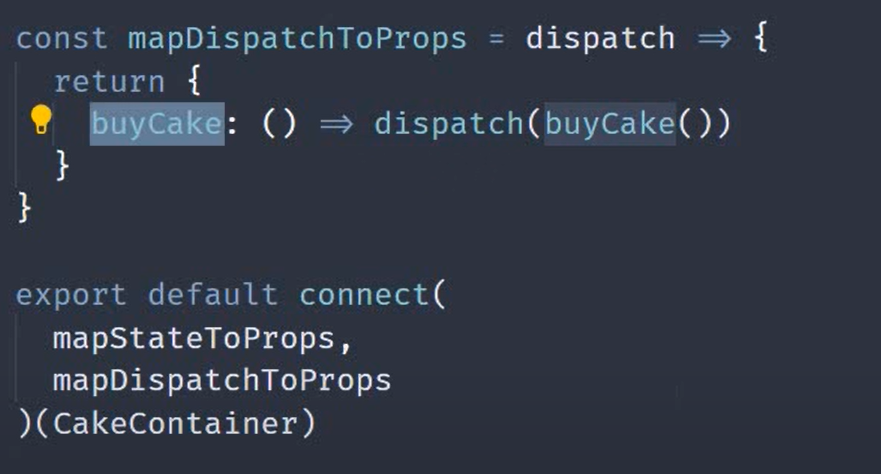 const mapDispatchToProps = dispatch => {
return {
buyCake: () => dispatch(buyCake())
}
}
export default connect(
mapStateToProps,
mapDispatchToProps
)(CakeContainer)